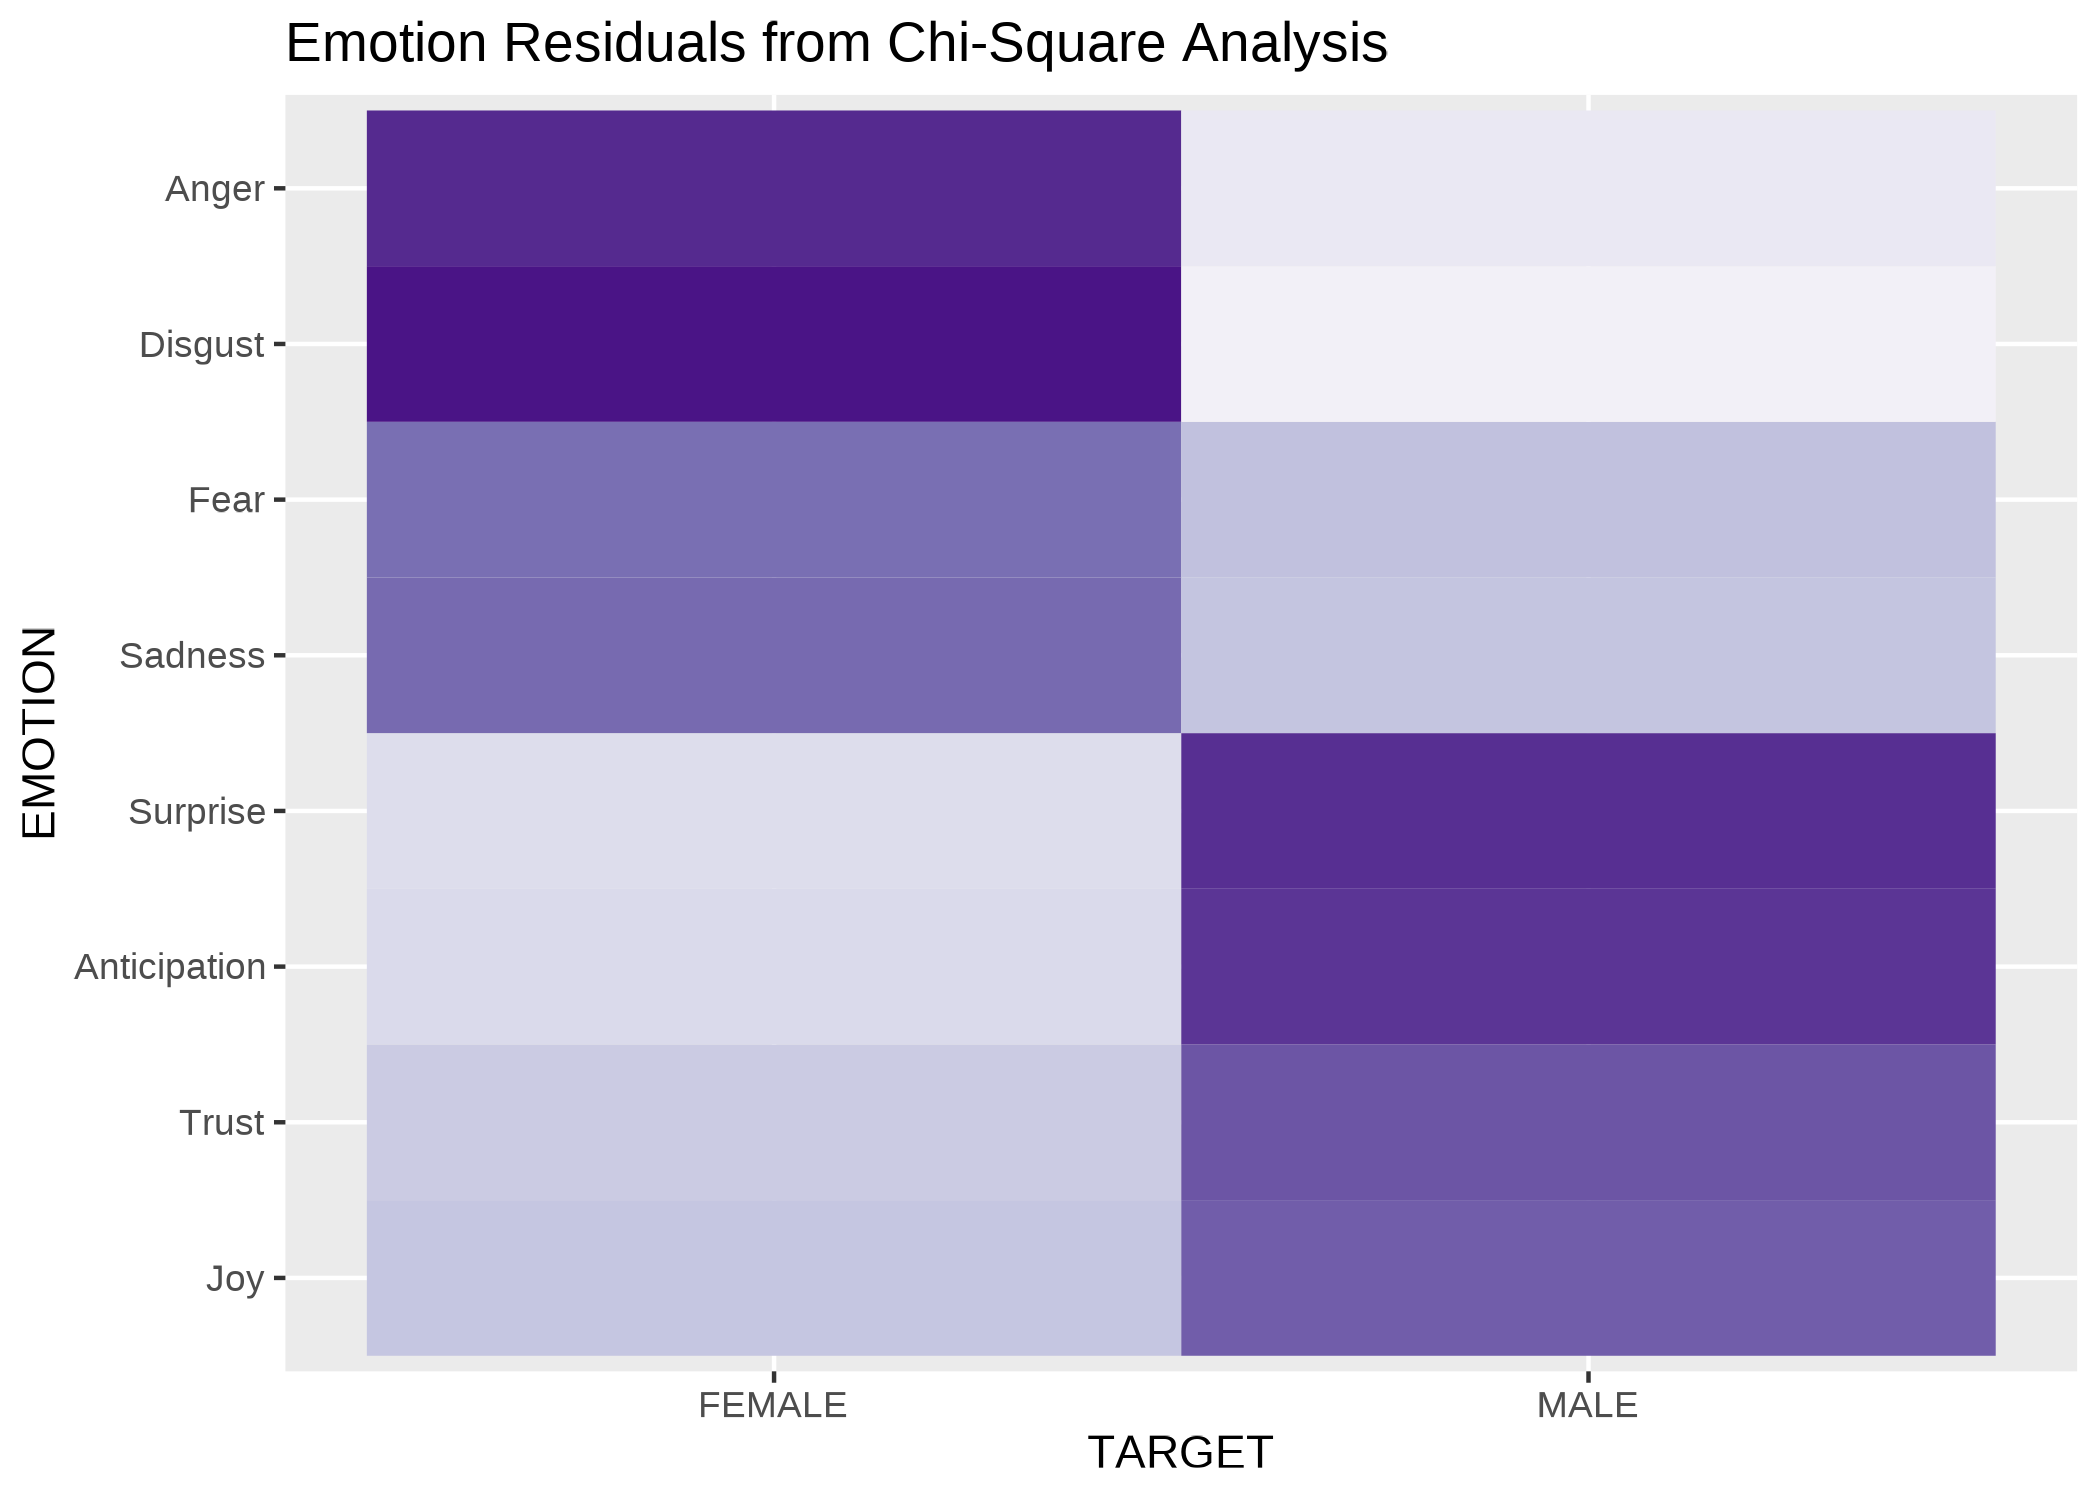 Emotion Residuals from Chi-Square Analysis
EMOTION
Anger
Disgust
Fear
Sadness
Surprise
Anticipation
Trust
Joy
FEMALE
MALE
TARGET